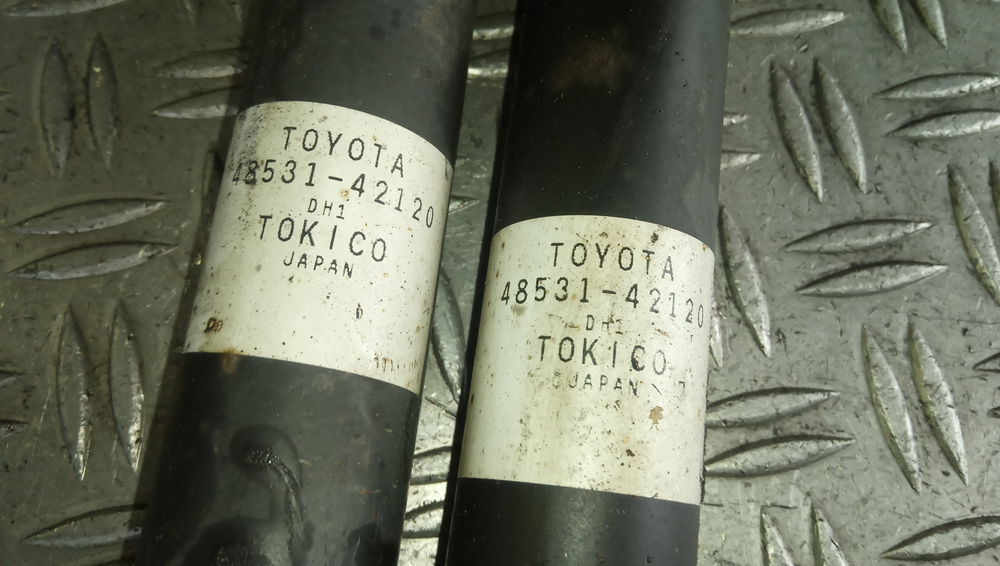 TOYOTA
48531-42120
DH1
TOKICO
JAPAN
TOYOTA
48531-42120
DH1
TOKICO
JAPAN